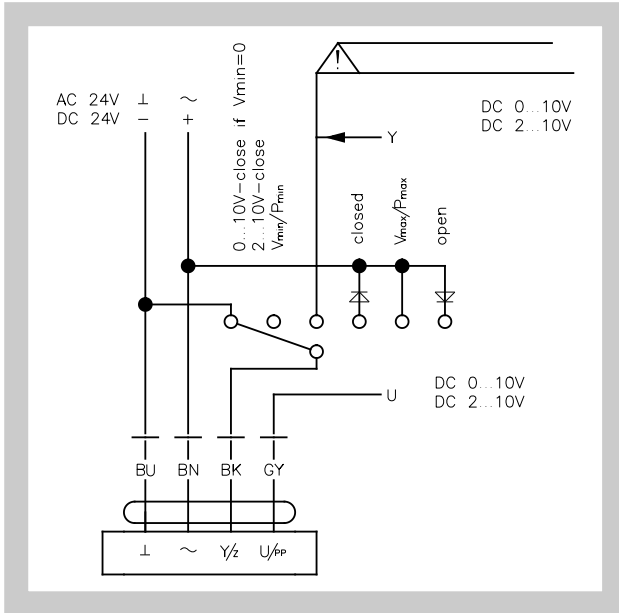 !
AC 24V ⊥ ~
DC 24V − +
DC 0...10V
DC 2...10V
Y
0...10V−close if Vmin=0
2...10V−close
Vmin/Pmin
closed
Vmax/Pmax
open
U
DC 0...10V
DC 2...10V
BU BN BK GY
⊥ ~ Y/Z U/PP